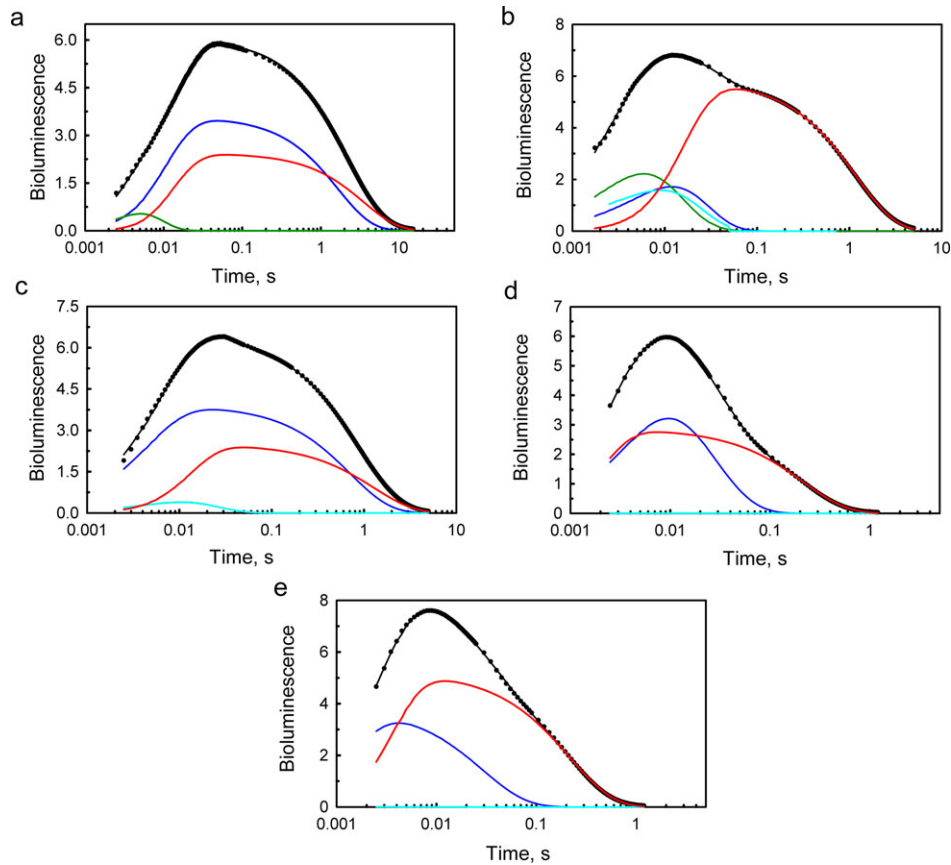 a
6.0
4.5
3.0
1.5
0.0
Bioluminescence
0.001 0.01 0.1 1 10
Time, s
b
8
6
4
2
0
Bioluminescence
0.001 0.01 0.1 1 10
Time, s
c
7.5
6.0
4.5
3.0
1.5
0.0
Bioluminescence
0.001 0.01 0.1 1 10
Time, s
d
7
6
5
4
3
2
1
0
Bioluminescence
0.001 0.01 0.1 1
Time, s
e
8
6
4
2
0
Bioluminescence
0.001 0.01 0.1 1
Time, s